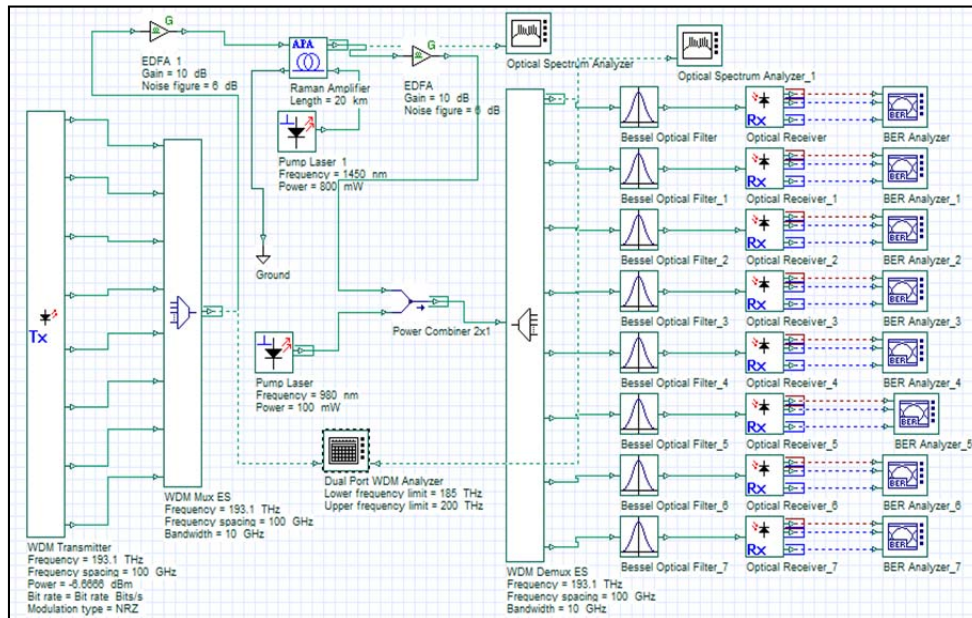 G
EDFA 1
Gain = 10 dB
Noise figure = 6 dB
APA
Raman Amplifier
Length = 20 km
G
EDFA
Gain = 10 dB
Noise figure = 6 dB
Optical Spectrum Analyzer
Optical Spectrum Analyzer_1
Pump Laser 1
Frequency = 1450 nm
Power = 800 mW
Ground
Power Combiner 2x1
Pump Laser
Frequency = 980 nm
Power = 100 mW
Dual Port WDM Analyzer
Lower frequency limit = 185 THz
Upper frequency limit = 200 THz
Tx
WDM Transmitter
Frequency = 193.1 THz
Frequency spacing = 100 GHz
Power = -6.6666 dBm
Bit rate = Bit rate Bits/s
Modulation type = NRZ
WDM Mux ES
Frequency = 193.1 THz
Frequency spacing = 100 GHz
Bandwidth = 10 GHz
WDM Demux ES
Frequency = 193.1 THz
Frequency spacing = 100 GHz
Bandwidth = 10 GHz
Rx
BER
Bessel Optical Filter
Optical Receiver
BER Analyzer
Rx
BER
Bessel Optical Filter_1
Optical Receiver_1
BER Analyzer_1
Rx
BER
Bessel Optical Filter_2
Optical Receiver_2
BER Analyzer_2
Rx
BER
Bessel Optical Filter_3
Optical Receiver_3
BER Analyzer_3
Rx
BER
Bessel Optical Filter_4
Optical Receiver_4
BER Analyzer_4
Rx
BER
Bessel Optical Filter_5
Optical Receiver_5
BER Analyzer_5
Rx
BER
Bessel Optical Filter_6
Optical Receiver_6
BER Analyzer_6
Rx
BER
Bessel Optical Filter_7
Optical Receiver_7
BER Analyzer_7